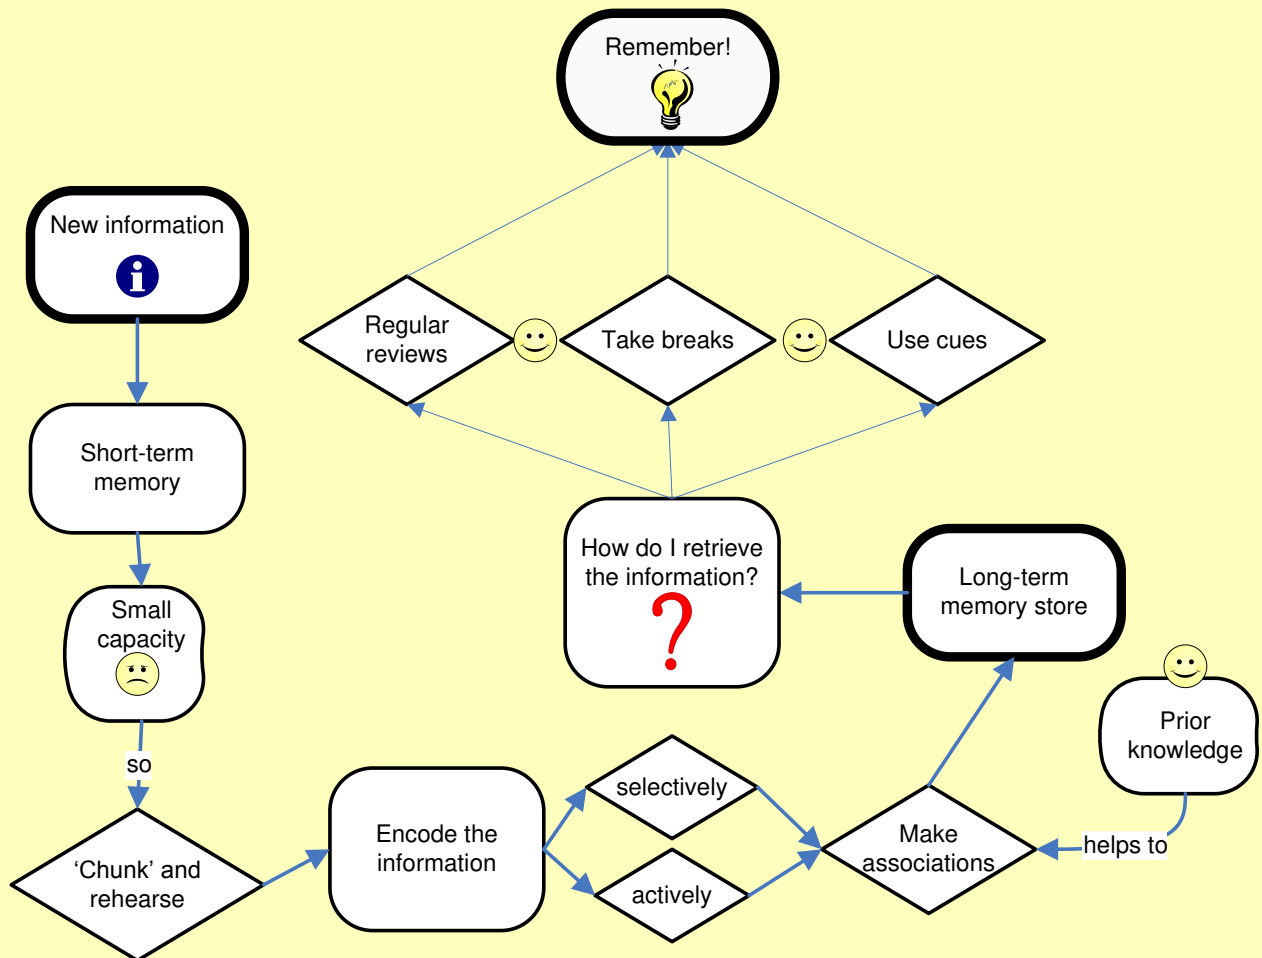 Remember!
New information
i
Regular
reviews
Take breaks
Use cues
Short-term
memory
How do I retrieve
the information?
?
Long-term
memory store
Small
capacity
so
Prior
knowledge
helps to
'Chunk' and
rehearse
Encode the
information
selectively
actively
Make
associations